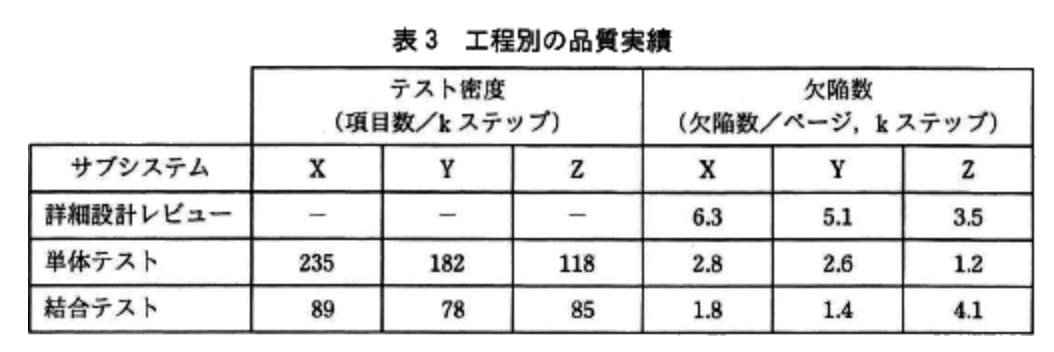 表3 工程別の品質実績
テスト密度 欠陥数
(項目数/kステップ) (欠陥数/ページ,kステップ)
サブシステム X Y Z X Y Z
詳細設計レビュー － － － 6.3 5.1 3.5
単体テスト 235 182 118 2.8 2.6 1.2
結合テスト 89 78 85 1.8 1.4 4.1